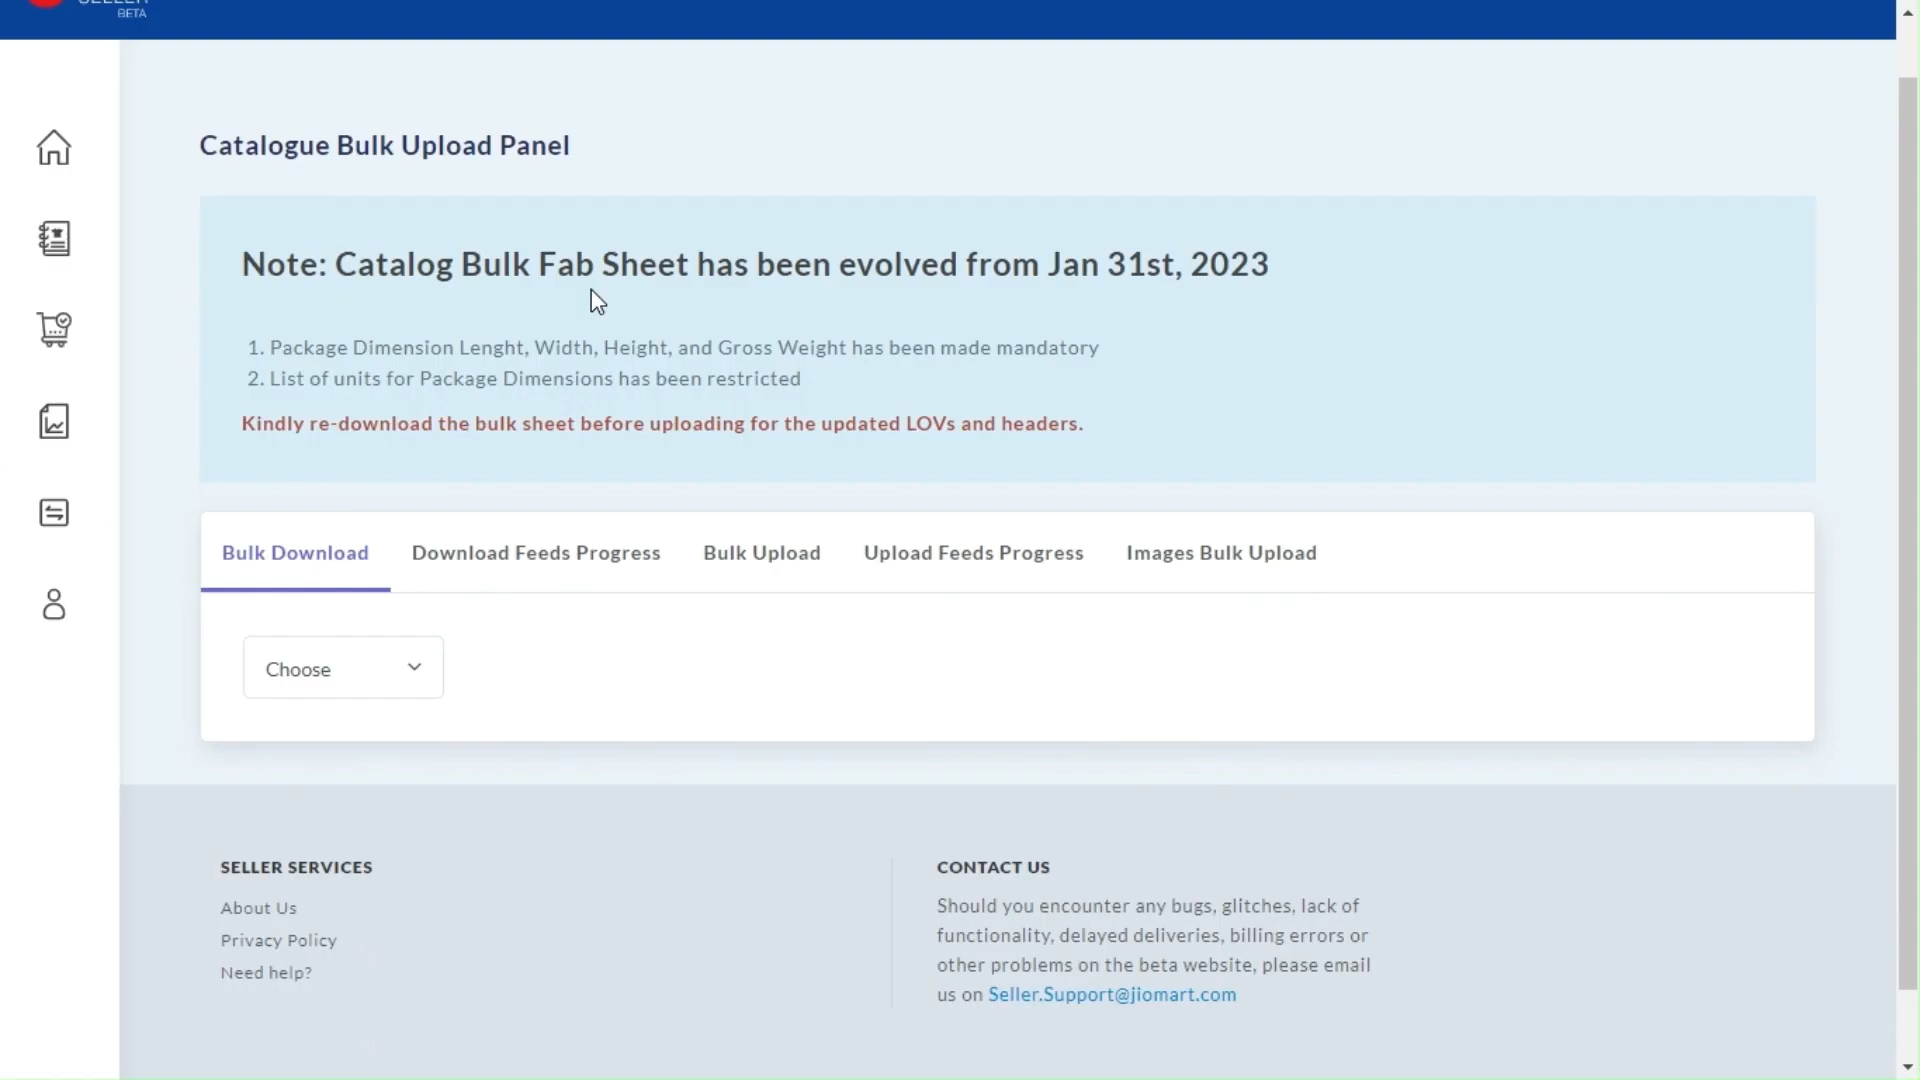 SELLER
BETA
Catalogue Bulk Upload Panel
Note: Catalog Bulk Fab Sheet has been evolved from Jan 31st, 2023
1. Package Dimension Lenght, Width, Height, and Gross Weight has been made mandatory
2. List of units for Package Dimensions has been restricted
Kindly re-download the bulk sheet before uploading for the updated LOVs and headers.
Bulk Download Download Feeds Progress Bulk Upload Upload Feeds Progress Images Bulk Upload
Choose
SELLER SERVICES
About Us
Privacy Policy
Need help?
CONTACT US
Should you encounter any bugs, glitches, lack of
functionality, delayed deliveries, billing errors or
other problems on the beta website, please email
us on Seller.Support@jiomart.com